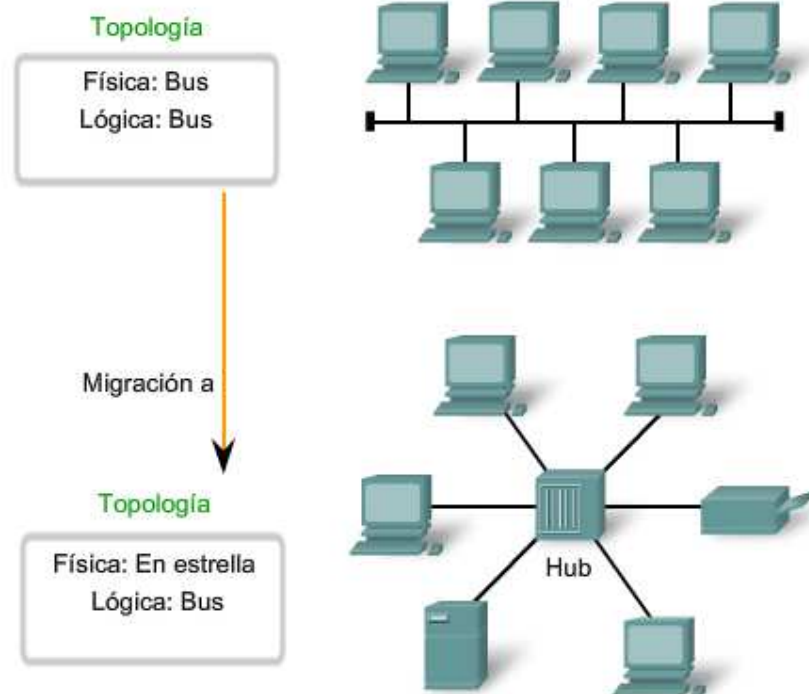 Topología
Física: Bus
Lógica: Bus
Migración a
Topología
Física: En estrella
Lógica: Bus
Hub